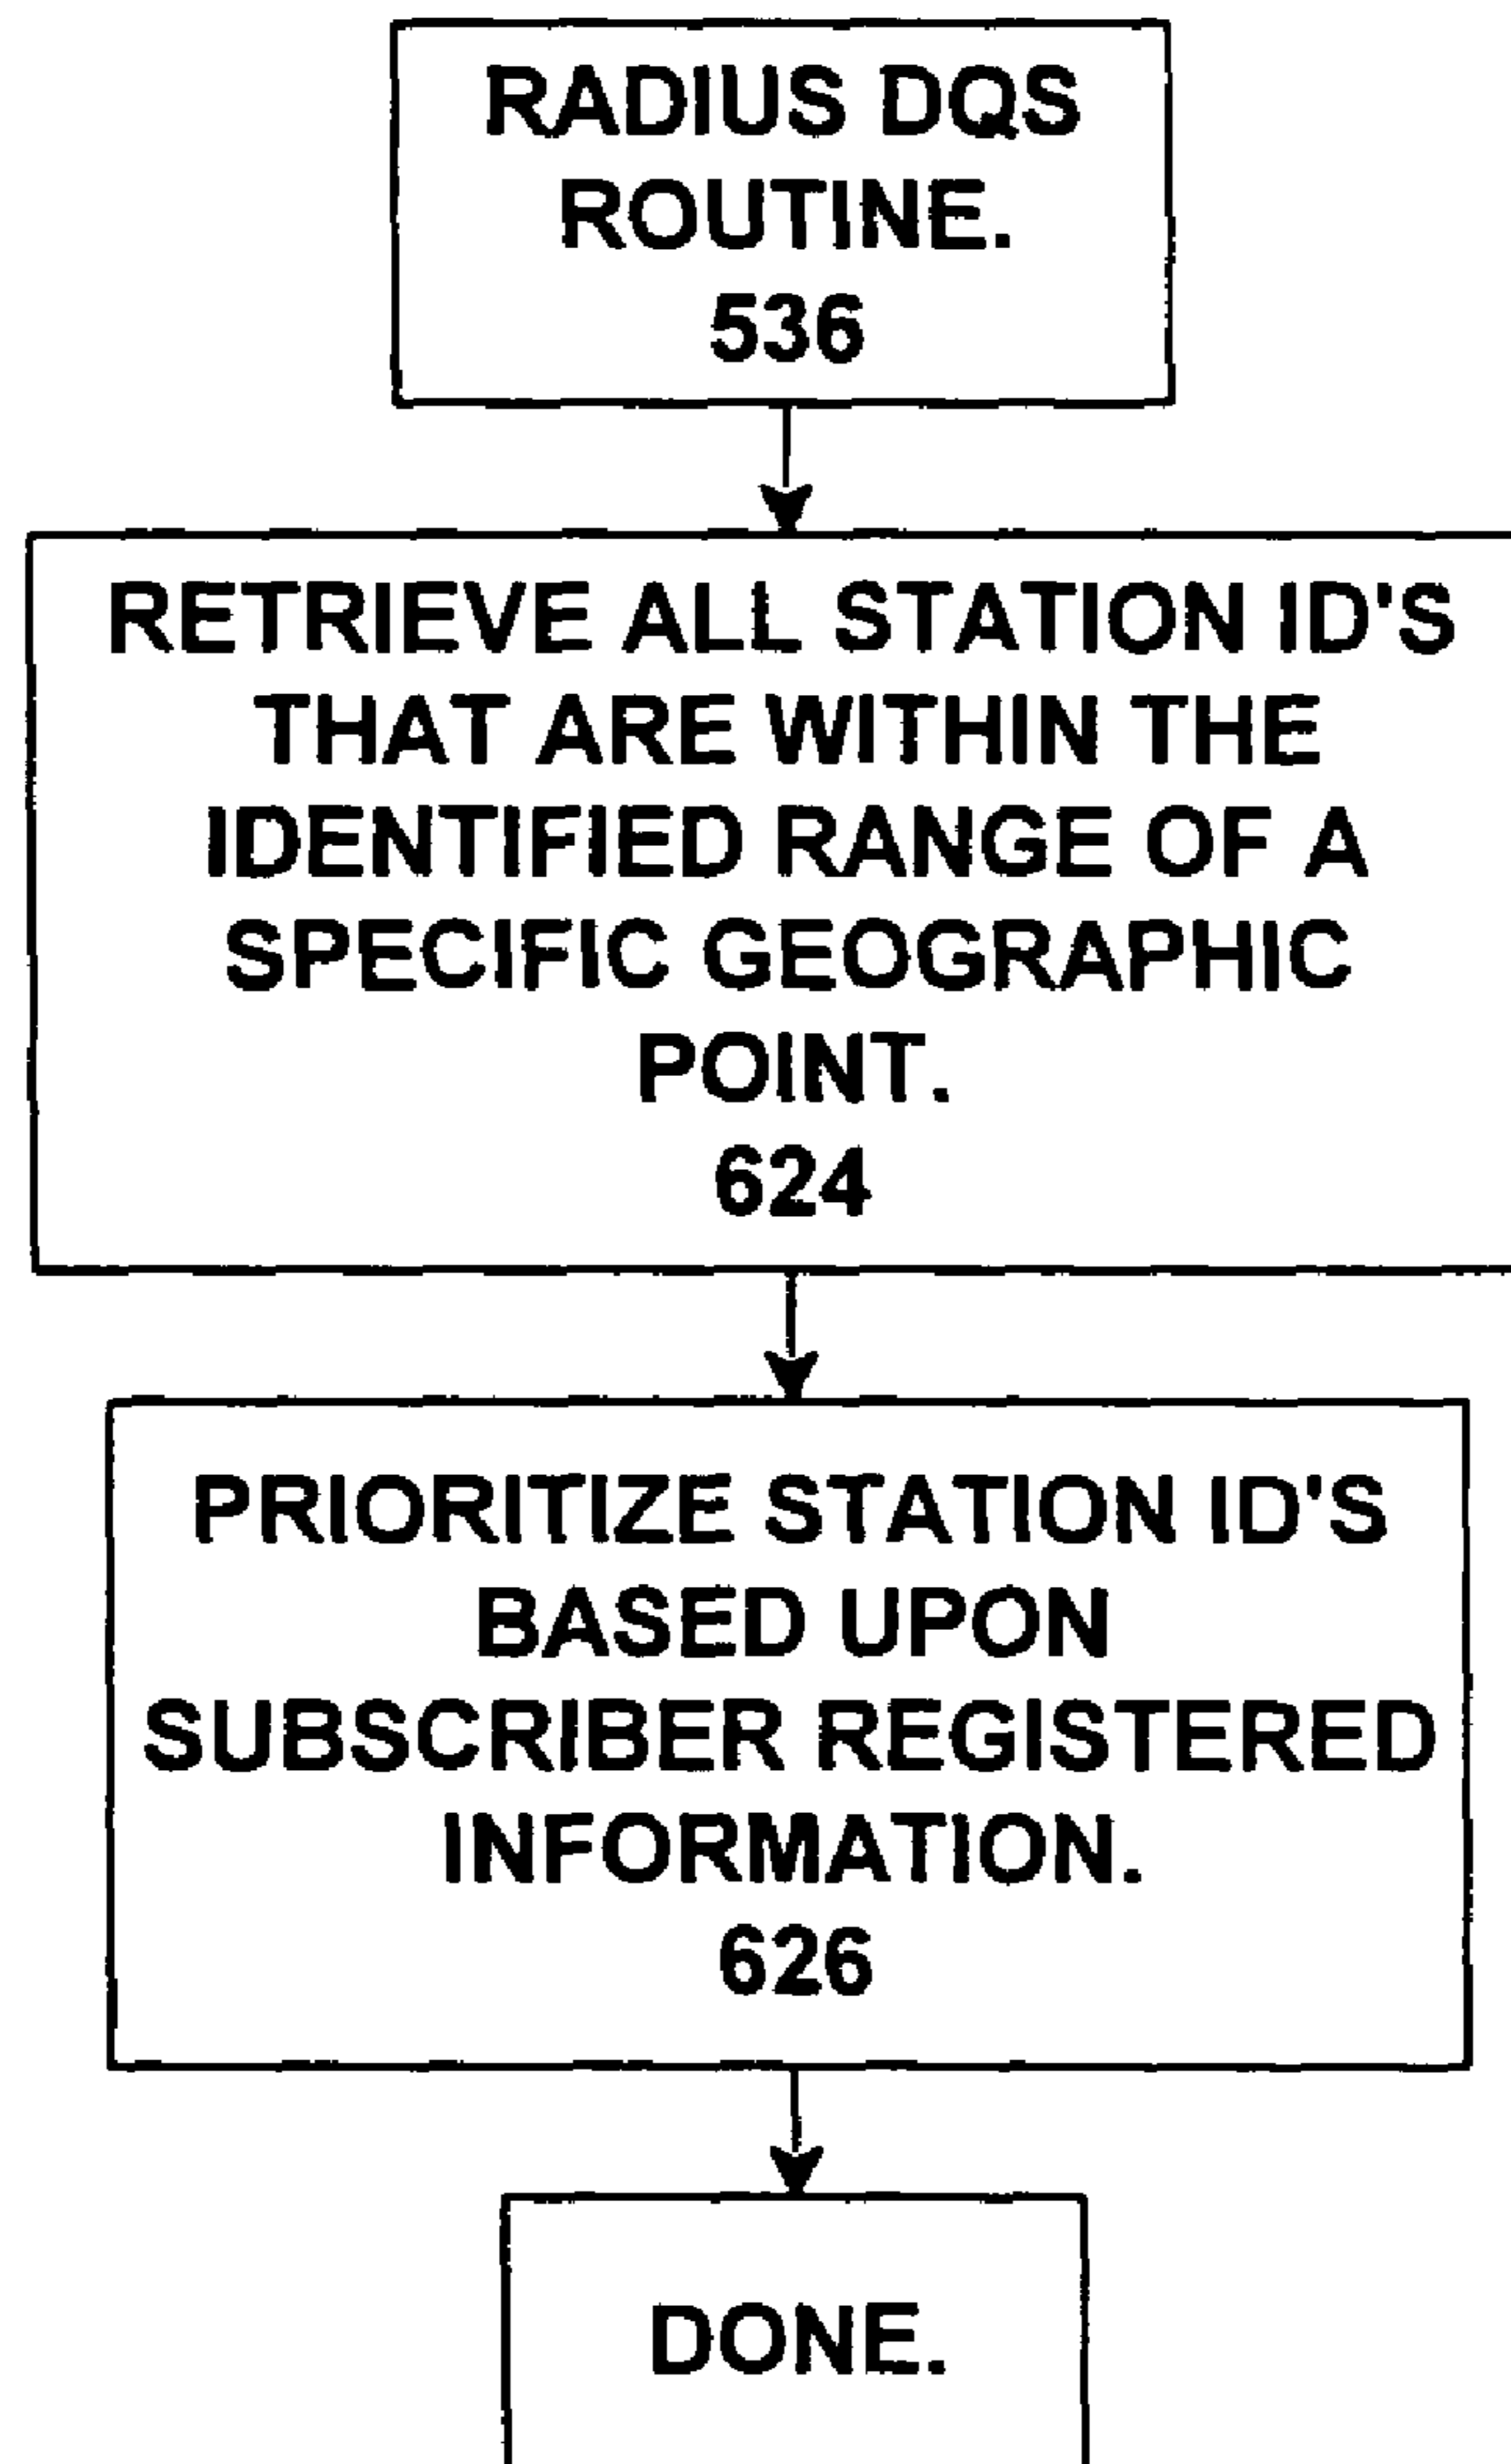 RADIUS DQS
ROUTINE.
536
RETRIEVE ALL STATION ID'S
THAT ARE WITHIN THE
IDENTIFIED RANGE OF A
SPECIFIC GEOGRAPHIC
POINT.
624
PRIORITIZE STATION ID'S
BASED UPON
SUBSCRIBER REGISTERED
INFORMATION.
626
DONE.